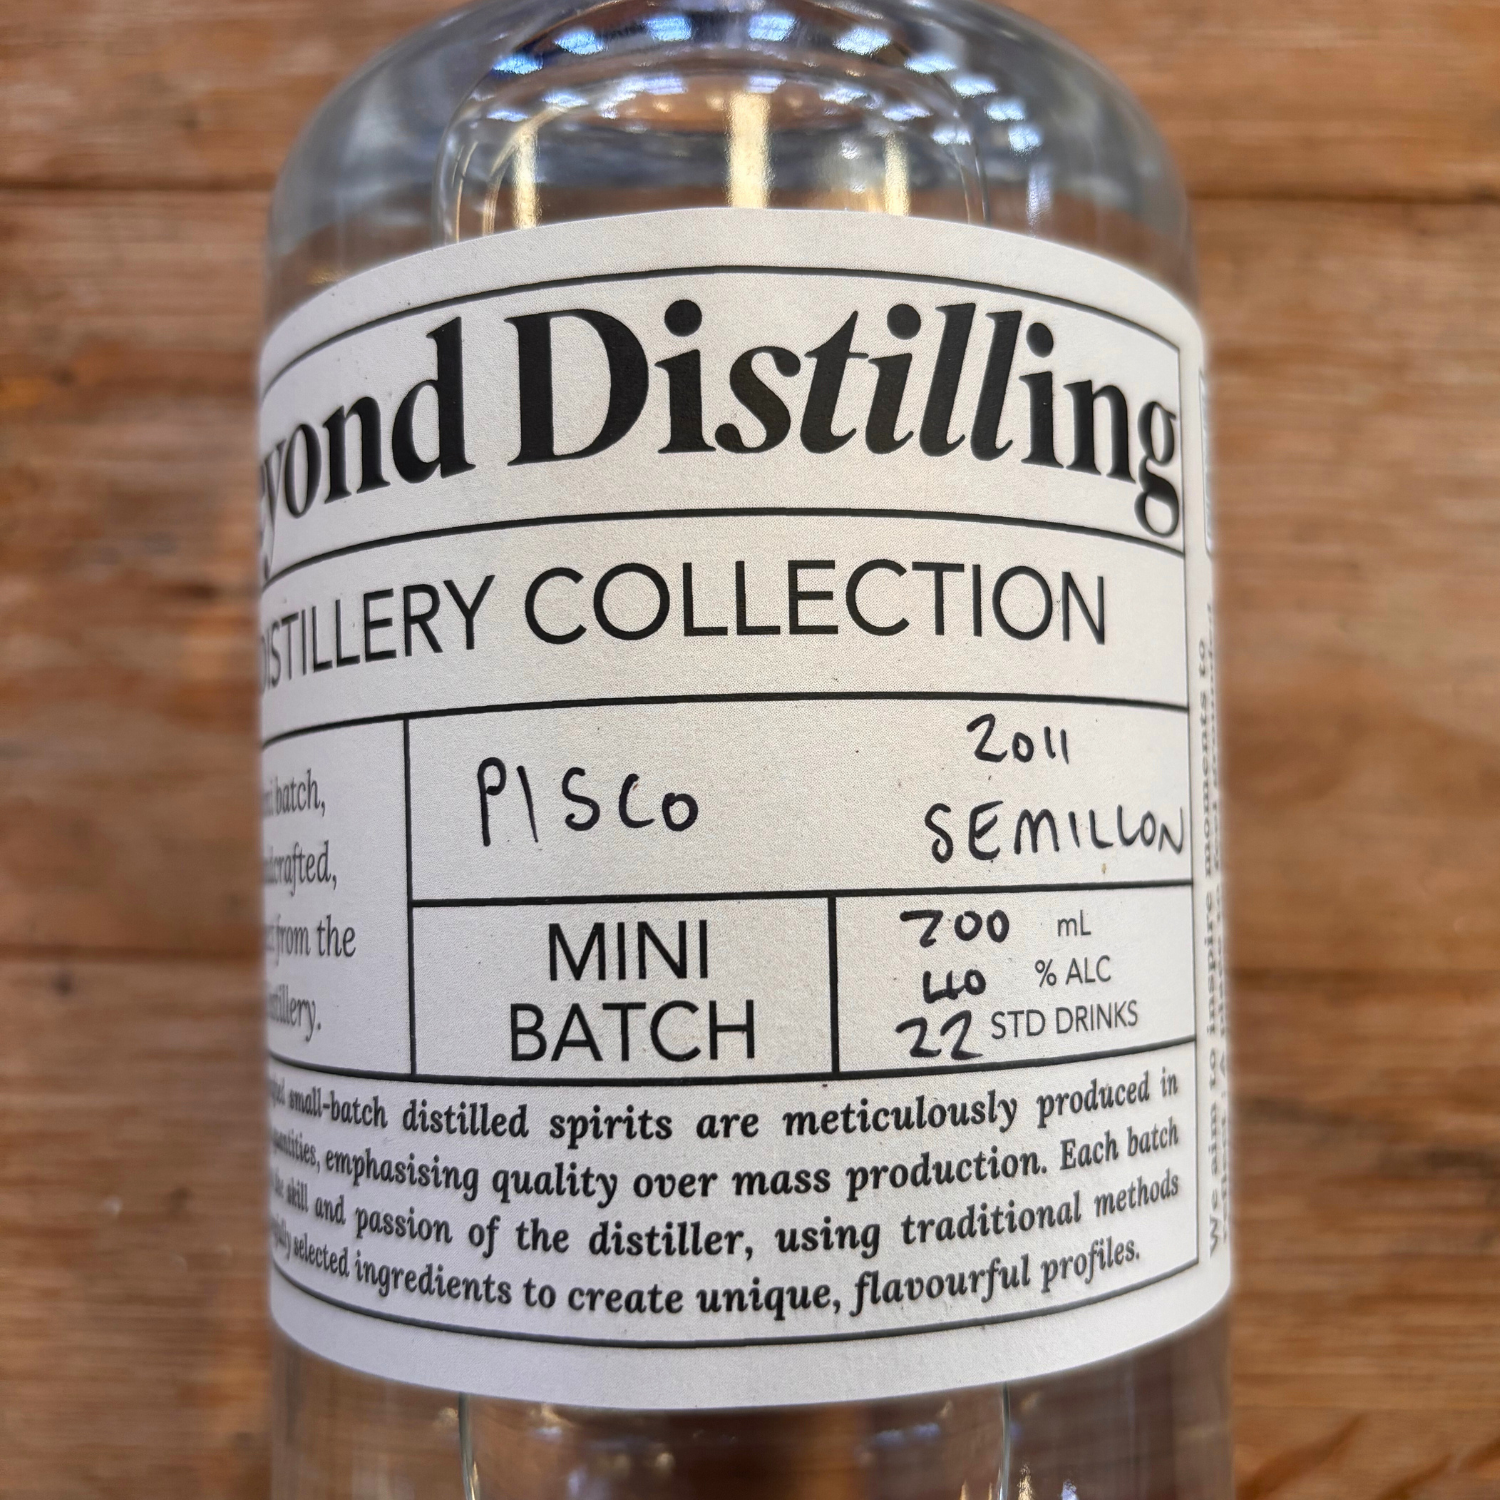 yond Distilling
DISTILLERY COLLECTION
batch,
crafted,
from the
tillery.
PISCO
2011
SEMILLON
MINI
BATCH
700 mL
40 % ALC
22 STD DRINKS
small-batch distilled spirits are meticulously produced in
quantities, emphasising quality over mass production. Each batch
skill and passion of the distiller, using traditional methods
selected ingredients to create unique, flavourful profiles.
We aim to inspire moments to